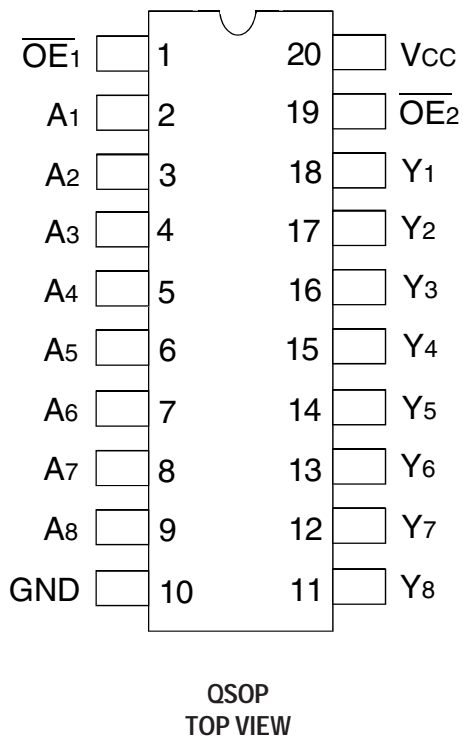 O̅E̅1 1 20 VCC
A1 2 19 O̅E̅2
A2 3 18 Y1
A3 4 17 Y2
A4 5 16 Y3
A5 6 15 Y4
A6 7 14 Y5
A7 8 13 Y6
A8 9 12 Y7
GND 10 11 Y8
QSOP
TOP VIEW